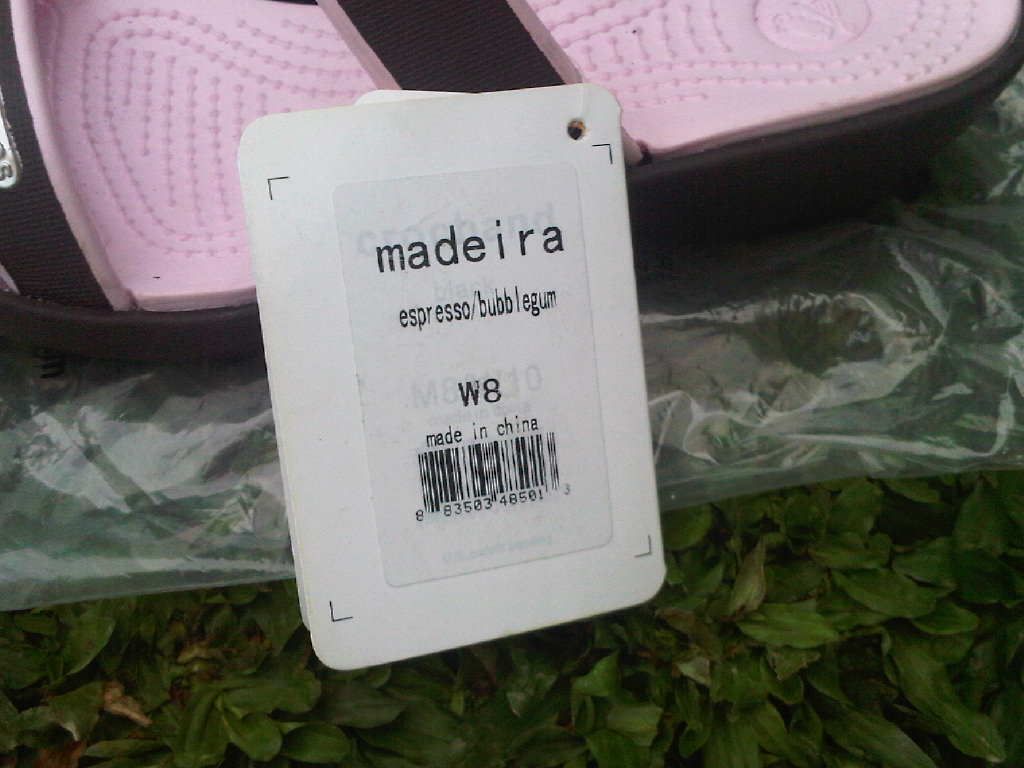 madeira
espresso/bubblegum
W8
made in china
8 83503 48501 3